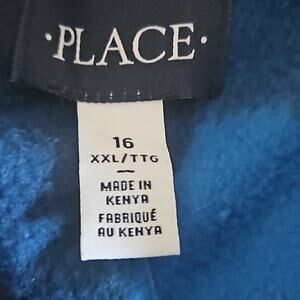 ·PLACE·
16
XXL/TTG
MADE IN
KENYA
FABRIQUÉ
AU KENYA